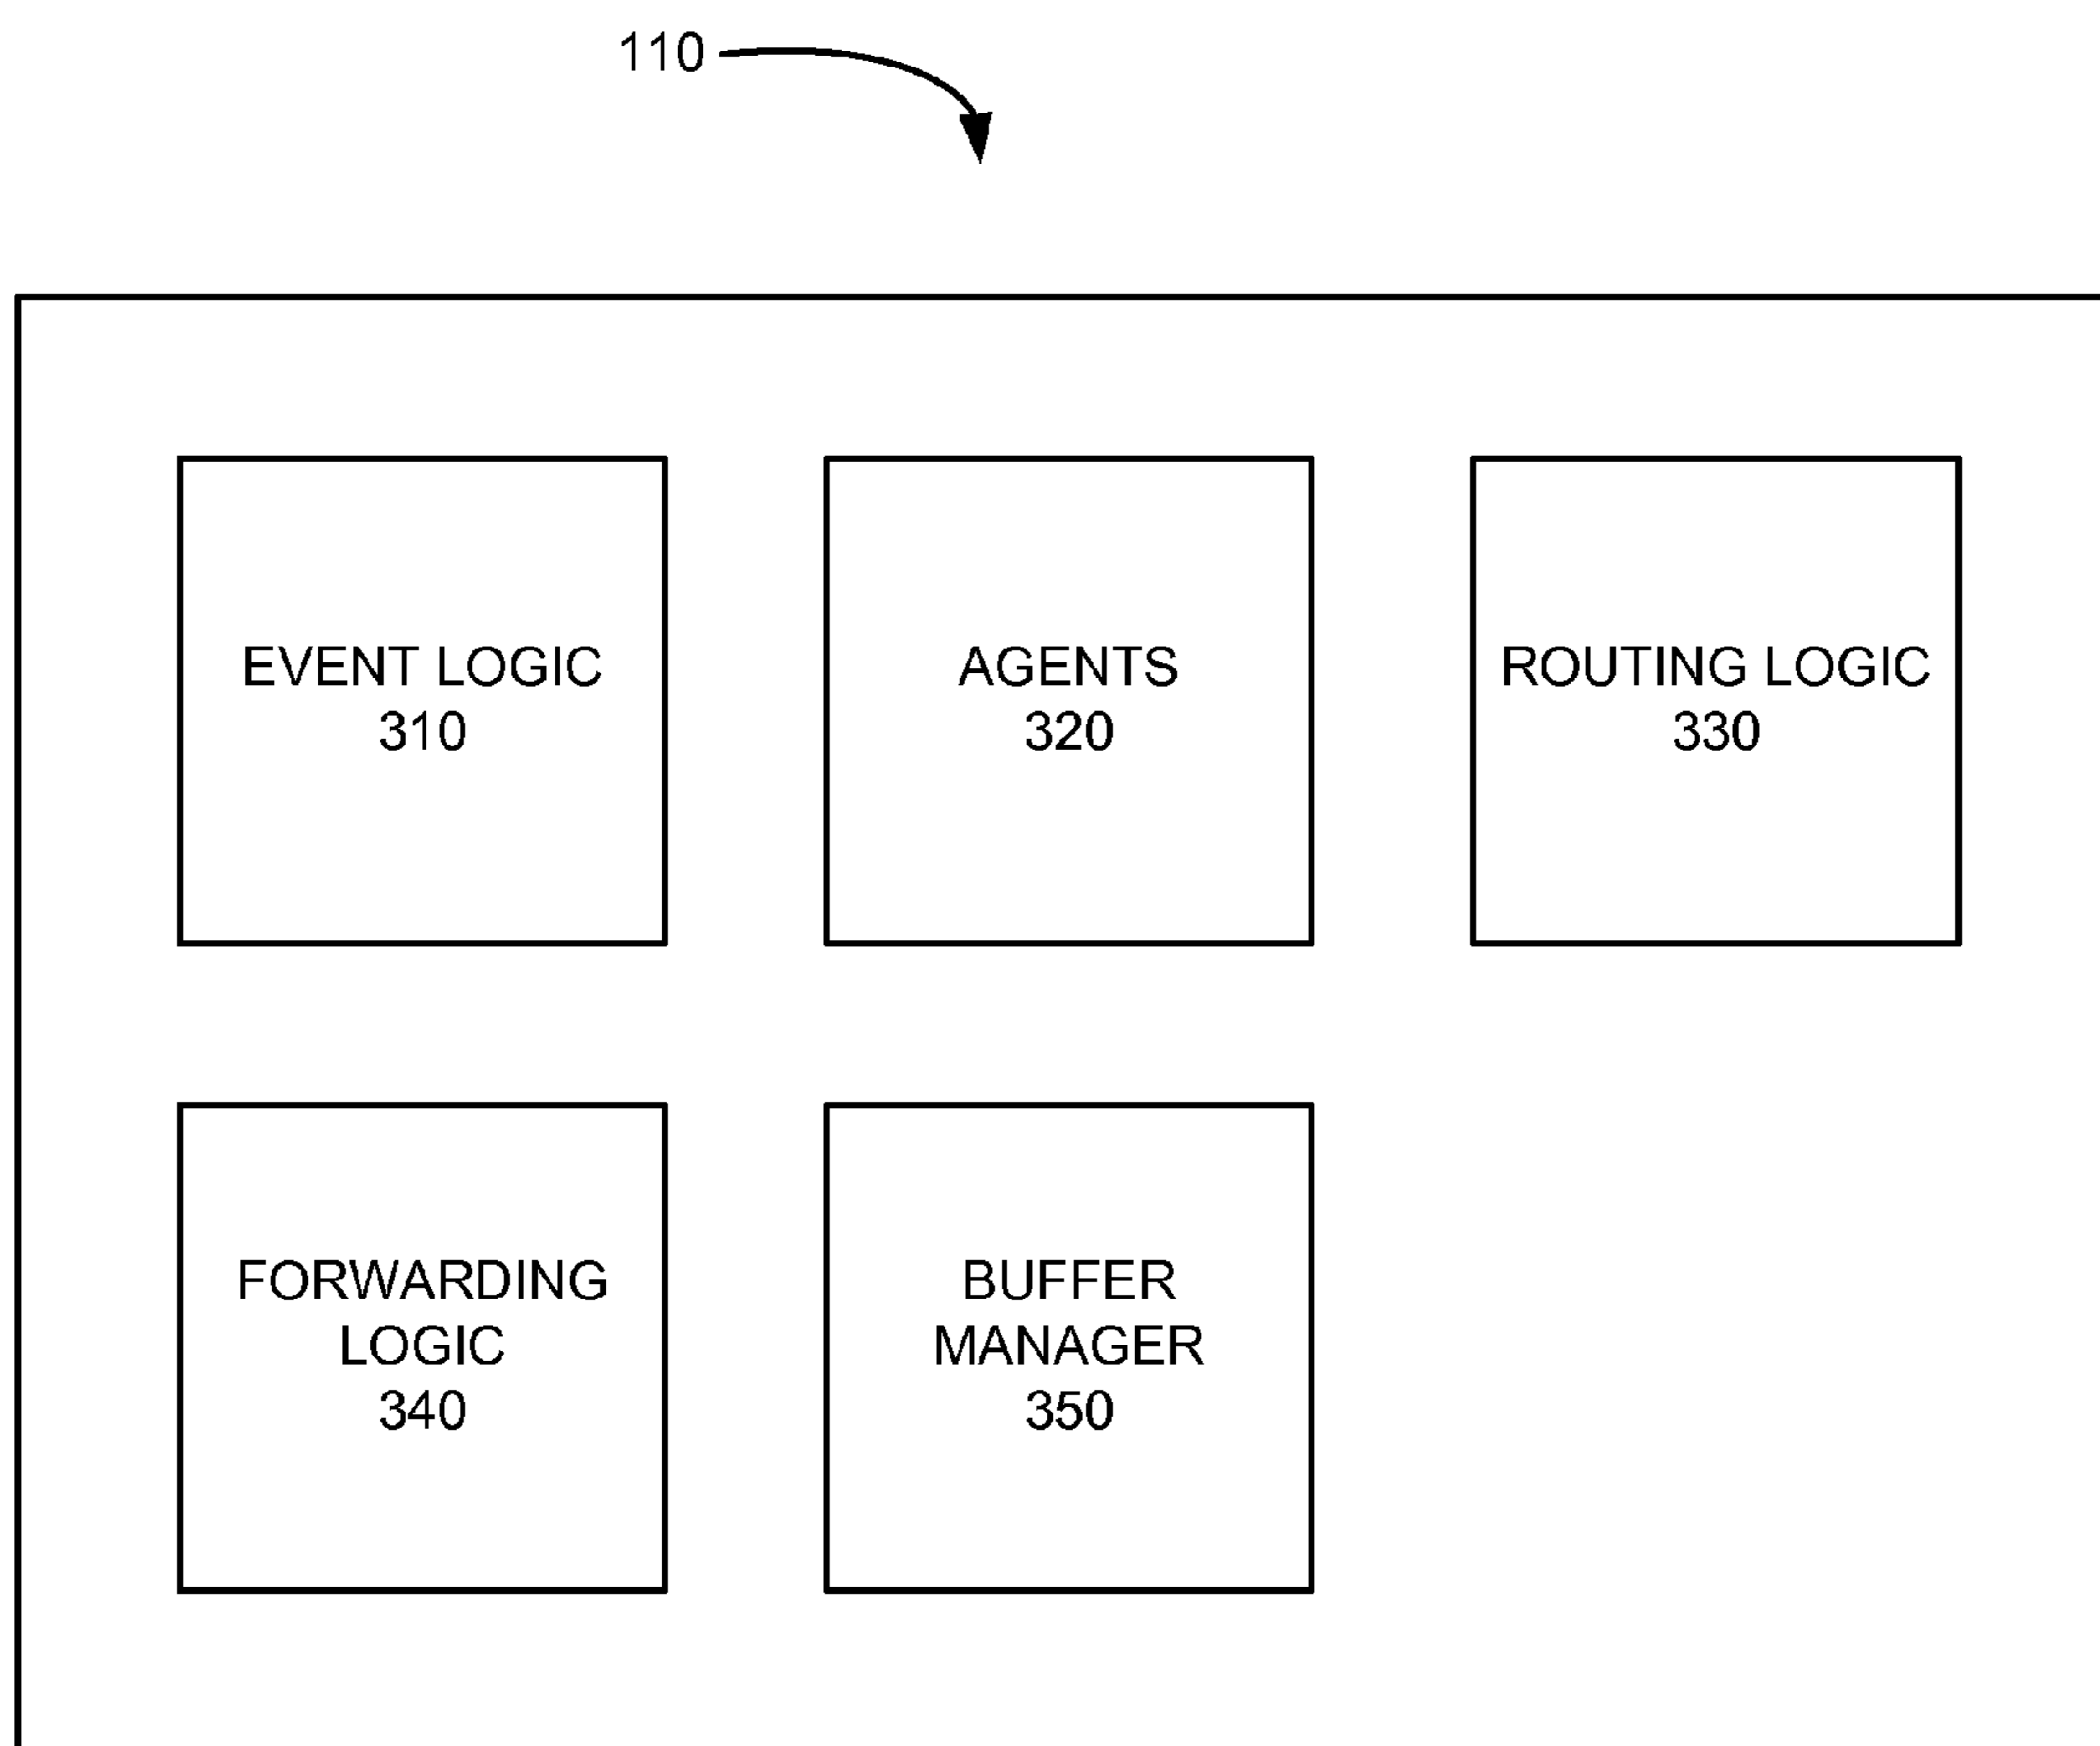 110
EVENT LOGIC
310
AGENTS
320
ROUTING LOGIC
330
FORWARDING
LOGIC
340
BUFFER
MANAGER
350